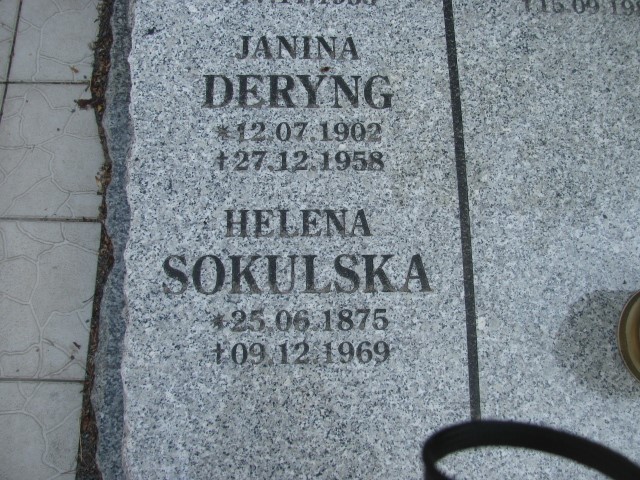 JANINA
DERYNG
*12.07.1902
†27.12.1958
HELENA
SOKULSKA
*25.06.1875
†09.12.1969